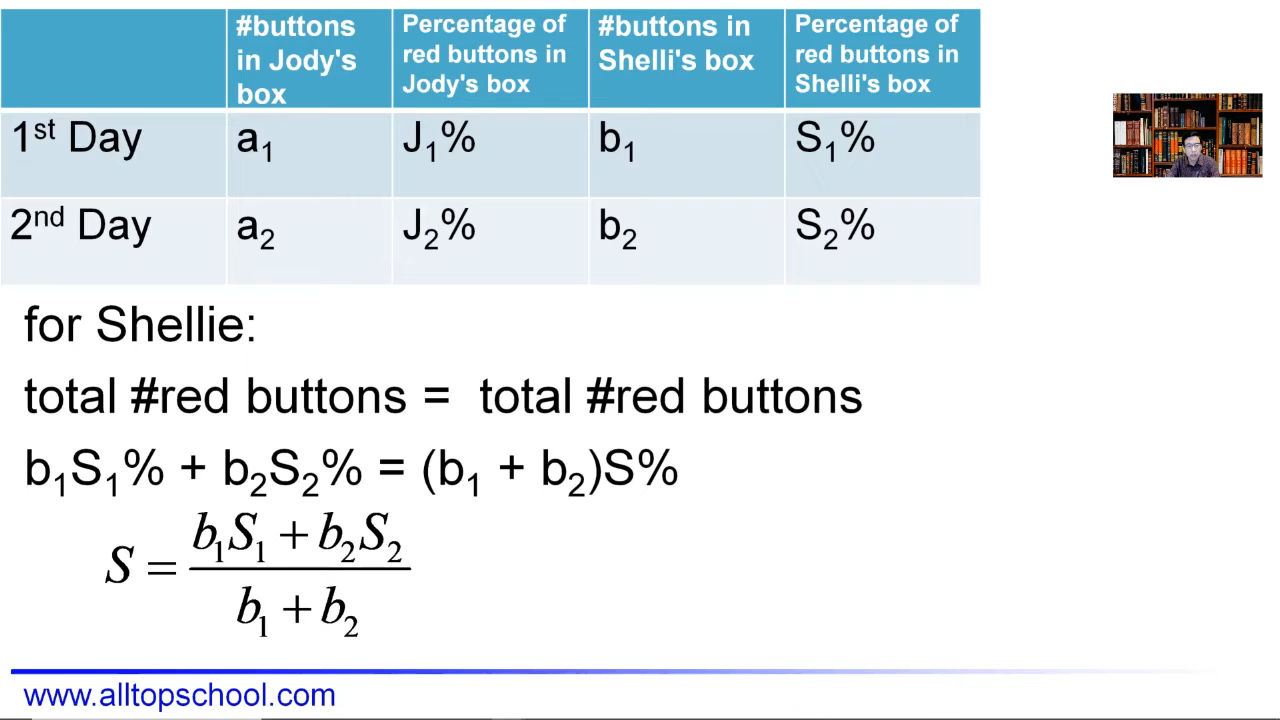 #buttons in Jody's box
Percentage of red buttons in Jody's box
#buttons in Shelli's box
Percentage of red buttons in Shelli's box
1st Day a1 J1% b1 S1%
2nd Day a2 J2% b2 S2%
for Shellie:
total #red buttons = total #red buttons
b1S1% + b2S2% = (b1 + b2)S%
S = b1S1 + b2S2
b1 + b2
www.alltopschool.com